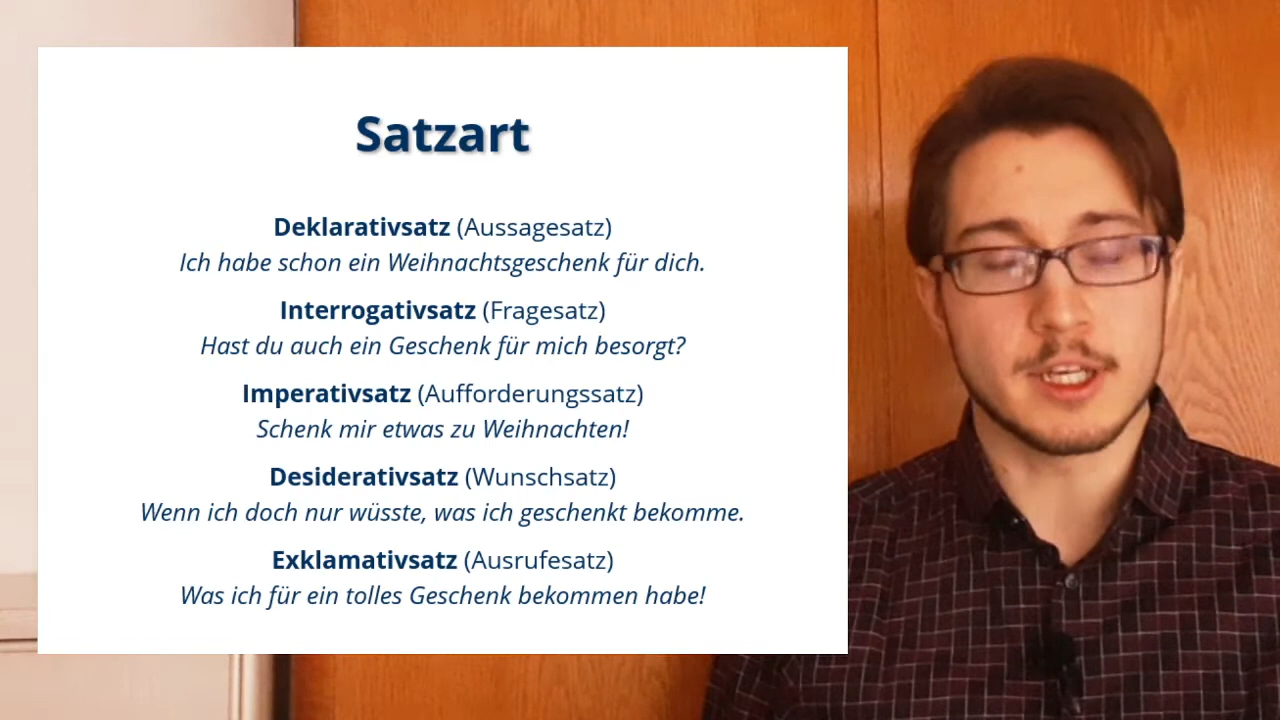 Satzart
Deklarativsatz (Aussagesatz)
Ich habe schon ein Weihnachtsgeschenk für dich.
Interrogativsatz (Fragesatz)
Hast du auch ein Geschenk für mich besorgt?
Imperativsatz (Aufforderungssatz)
Schenk mir etwas zu Weihnachten!
Desiderativsatz (Wunschsatz)
Wenn ich doch nur wüsste, was ich geschenkt bekomme.
Exklamativsatz (Ausrufesatz)
Was ich für ein tolles Geschenk bekommen habe!